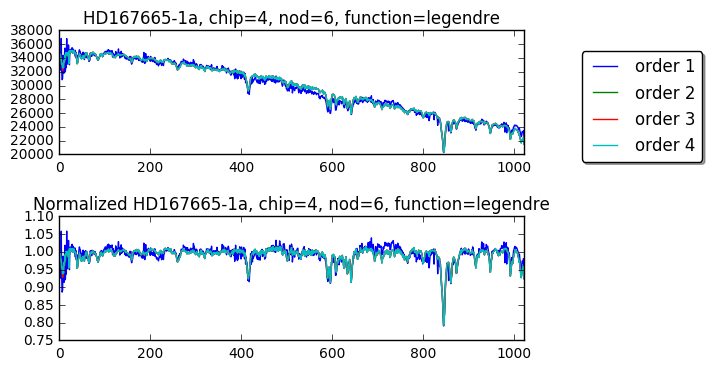 HD167665-1a, chip=4, nod=6, function=legendre
38000
36000
34000
32000
30000
28000
26000
24000
22000
20000
0 200 400 600 800 1000
order 1
order 2
order 3
order 4
Normalized HD167665-1a, chip=4, nod=6, function=legendre
1.10
1.05
1.00
0.95
0.90
0.85
0.80
0.75
0 200 400 600 800 1000